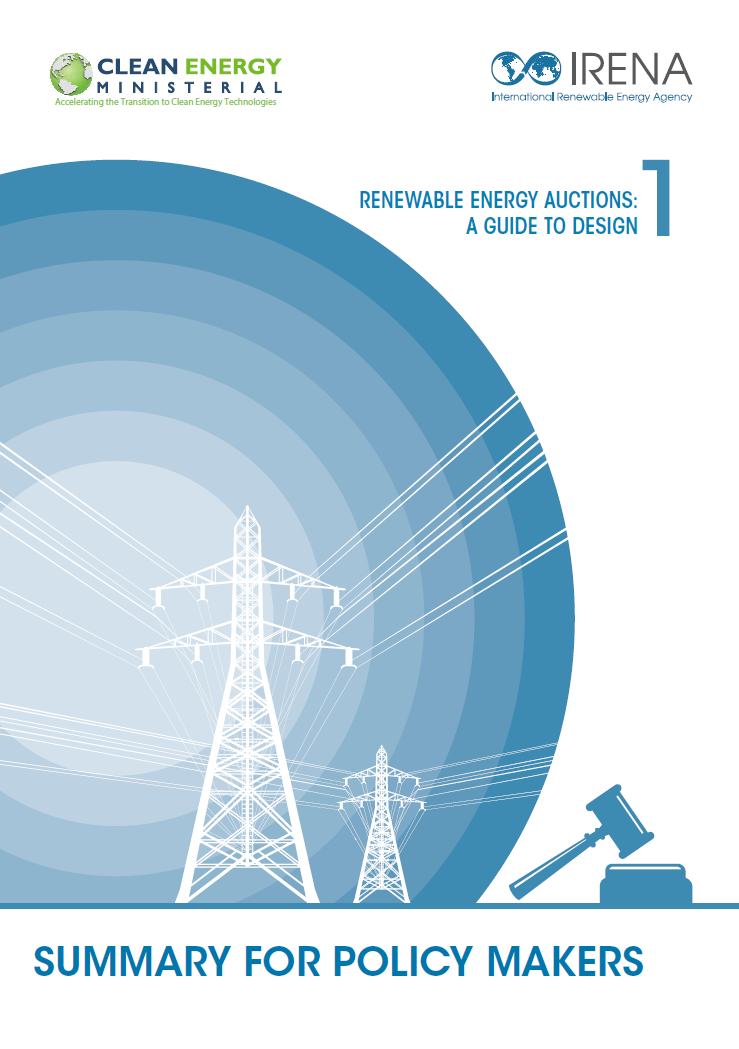 CLEAN ENERGY
MINISTERIAL
Accelerating the Transition to Clean Energy Technologies
IRENA
International Renewable Energy Agency
RENEWABLE ENERGY AUCTIONS:
A GUIDE TO DESIGN
1
SUMMARY FOR POLICY MAKERS